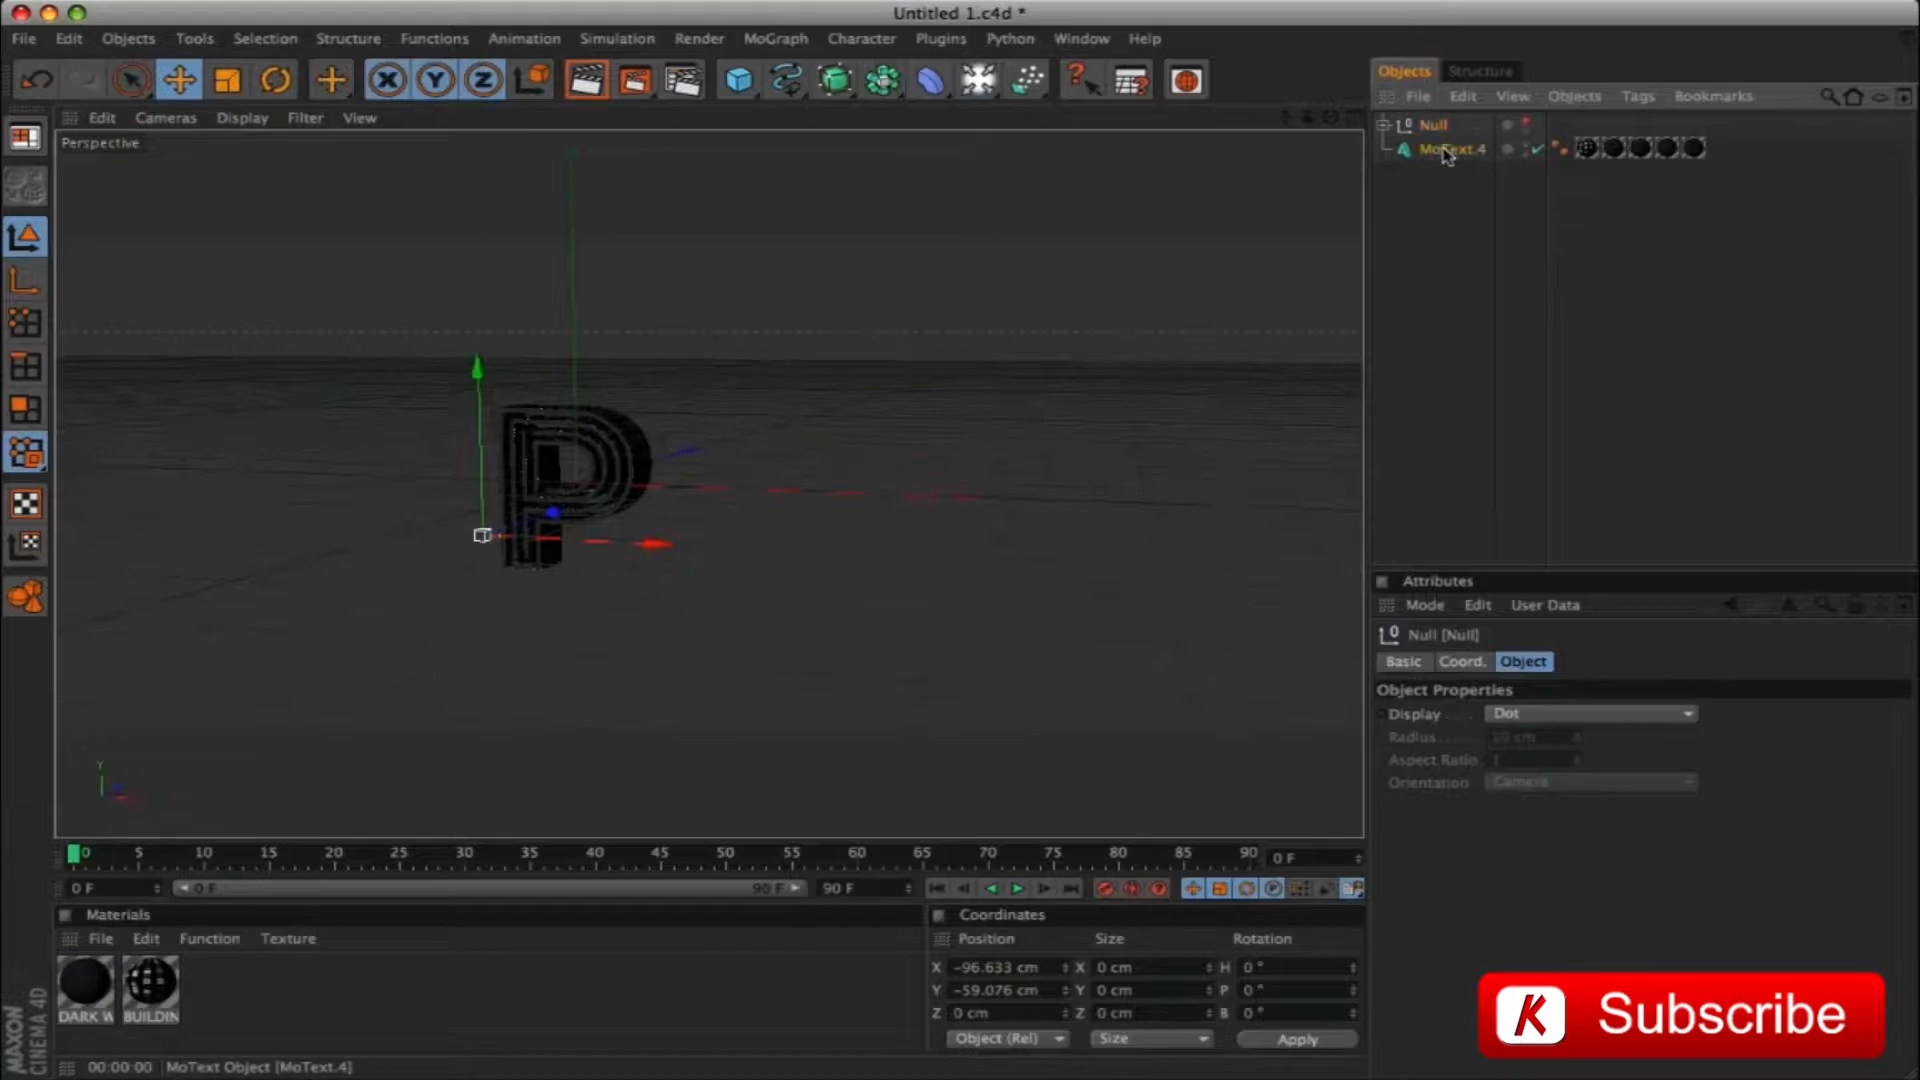 Untitled 1.c4d *
File Edit Objects Tools Selection Structure Functions Animation Simulation Render MoGraph Character Plugins Python Window Help
Objects Structure
File Edit View Objects Tags Bookmarks
Edit Cameras Display Filter View
Perspective
Null
MoText.4
P
Attributes
Mode Edit User Data
Null [Null]
Basic Coord. Object
Object Properties
Display Dot
Radius 10 cm
Aspect Ratio 1
Orientation Camera
Y
0 5 10 15 20 25 30 35 40 45 50 55 60 65 70 75 80 85 90 0 F
0 F 0 F 90 F 90 F
Materials
File Edit Function Texture
DARK W BUILDIN
Coordinates
Position Size Rotation
X -96.633 cm X 0 cm H 0 °
Y -59.076 cm Y 0 cm P 0 °
Z 0 cm Z 0 cm B 0 °
Object (Rel) Size Apply
MAXON
CINEMA 4D
00:00:00 MoText Object [MoText.4]
K Subscribe